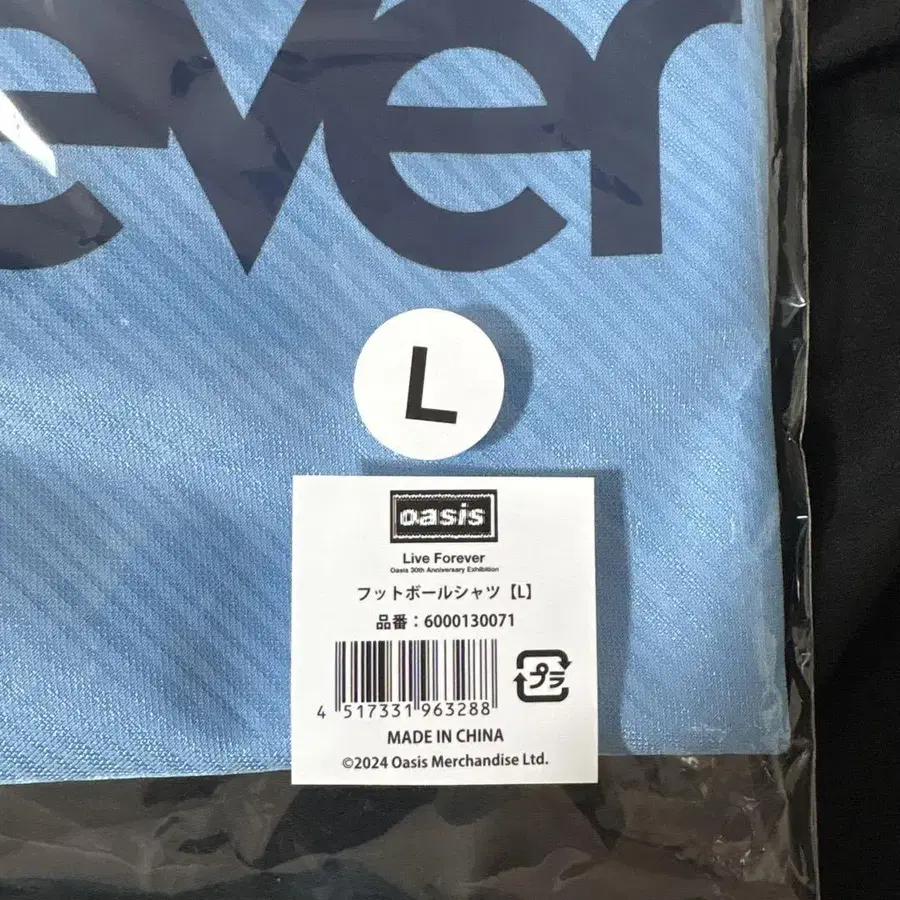 ever
L
oasis
Live Forever
Oasis 30th Anniversary Exhibition
フットボールシャツ【L】
品番：6000130071
プラ
4 517331 963288
MADE IN CHINA
©2024 Oasis Merchandise Ltd.